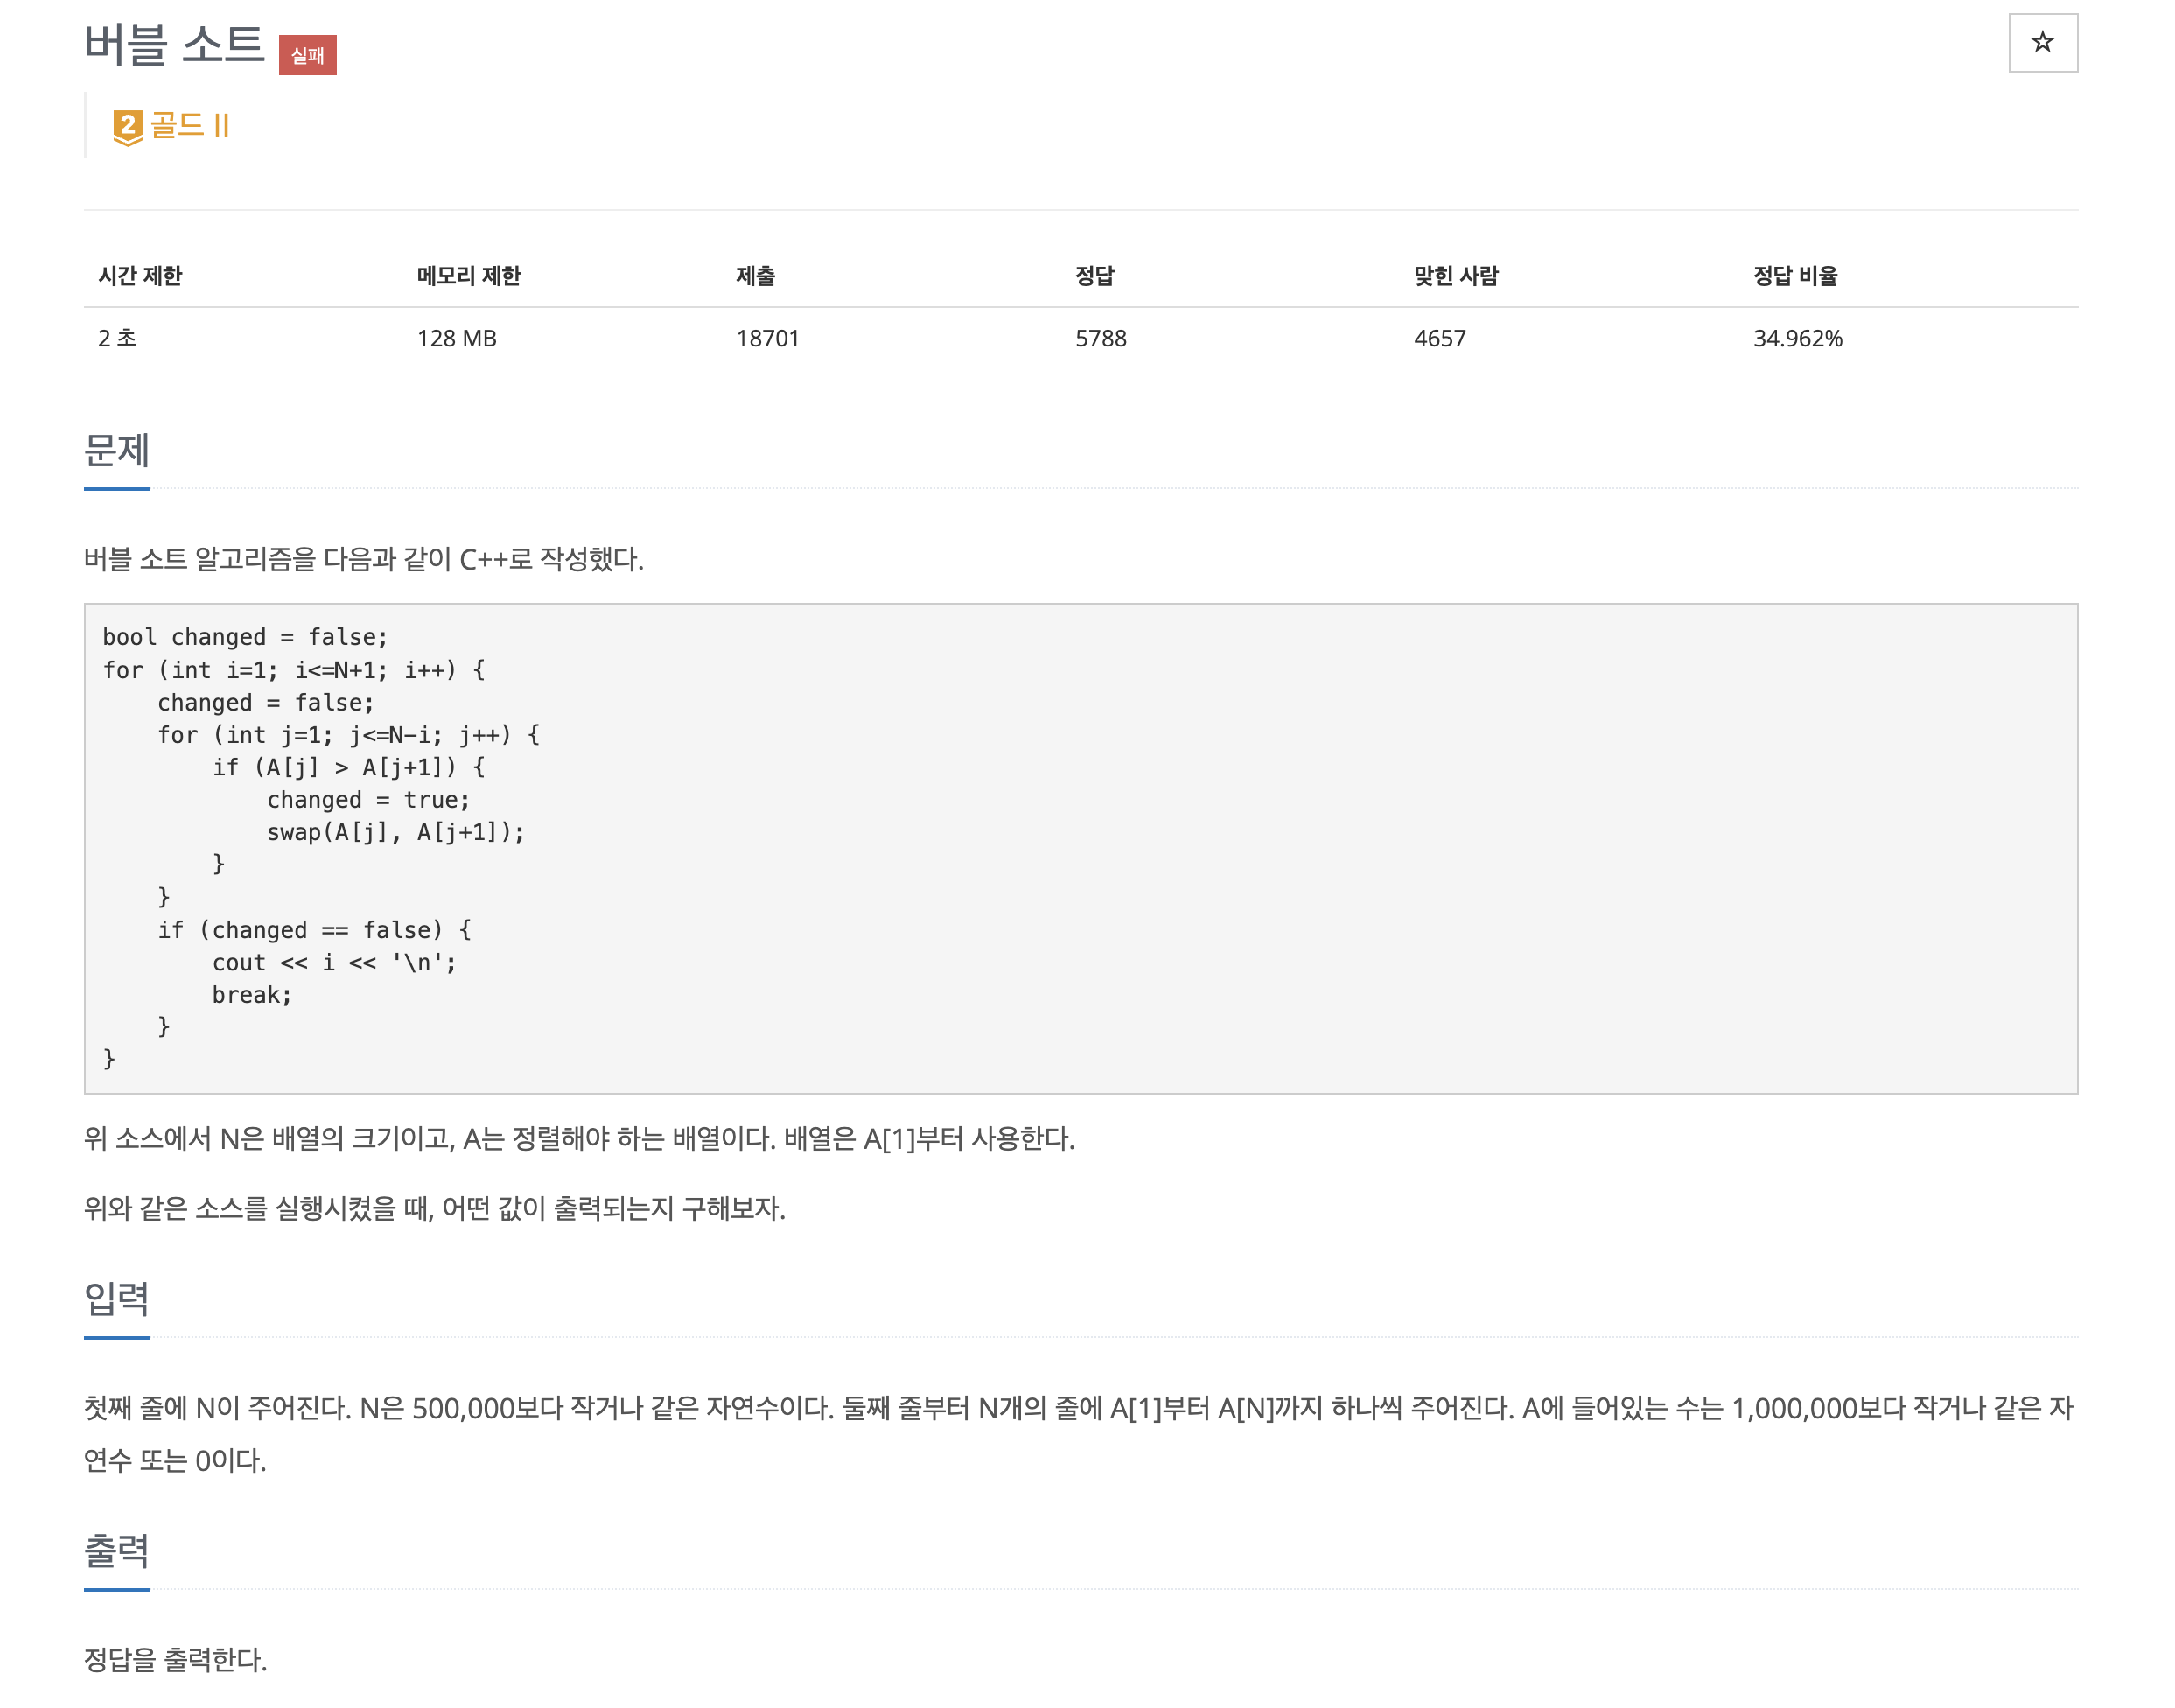 버블 소트 실패
2 골드 II
시간 제한 메모리 제한 제출 정답 맞힌 사람 정답 비율
2 초 128 MB 18701 5788 4657 34.962%
문제
버블 소트 알고리즘을 다음과 같이 C++로 작성했다.
bool changed = false;
for (int i=1; i<=N+1; i++) {
    changed = false;
    for (int j=1; j<=N-i; j++) {
        if (A[j] > A[j+1]) {
            changed = true;
            swap(A[j], A[j+1]);
        }
    }
    if (changed == false) {
        cout << i << '\n';
        break;
    }
}
위 소스에서 N은 배열의 크기이고, A는 정렬해야 하는 배열이다. 배열은 A[1]부터 사용한다.
위와 같은 소스를 실행시켰을 때, 어떤 값이 출력되는지 구해보자.
입력
첫째 줄에 N이 주어진다. N은 500,000보다 작거나 같은 자연수이다. 둘째 줄부터 N개의 줄에 A[1]부터 A[N]까지 하나씩 주어진다. A에 들어있는 수는 1,000,000보다 작거나 같은 자
연수 또는 0이다.
출력
정답을 출력한다.